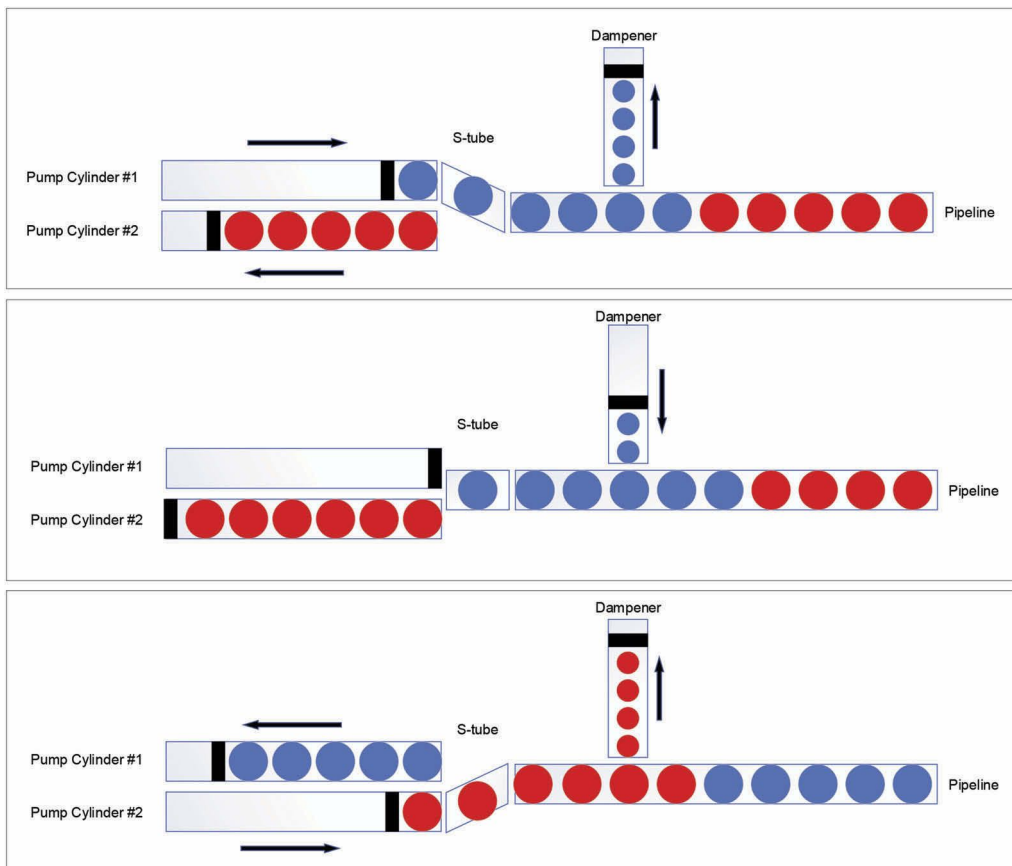 Dampener
S-tube
Pump Cylinder #1
Pump Cylinder #2
Pipeline
Dampener
S-tube
Pump Cylinder #1
Pump Cylinder #2
Pipeline
Dampener
S-tube
Pump Cylinder #1
Pump Cylinder #2
Pipeline